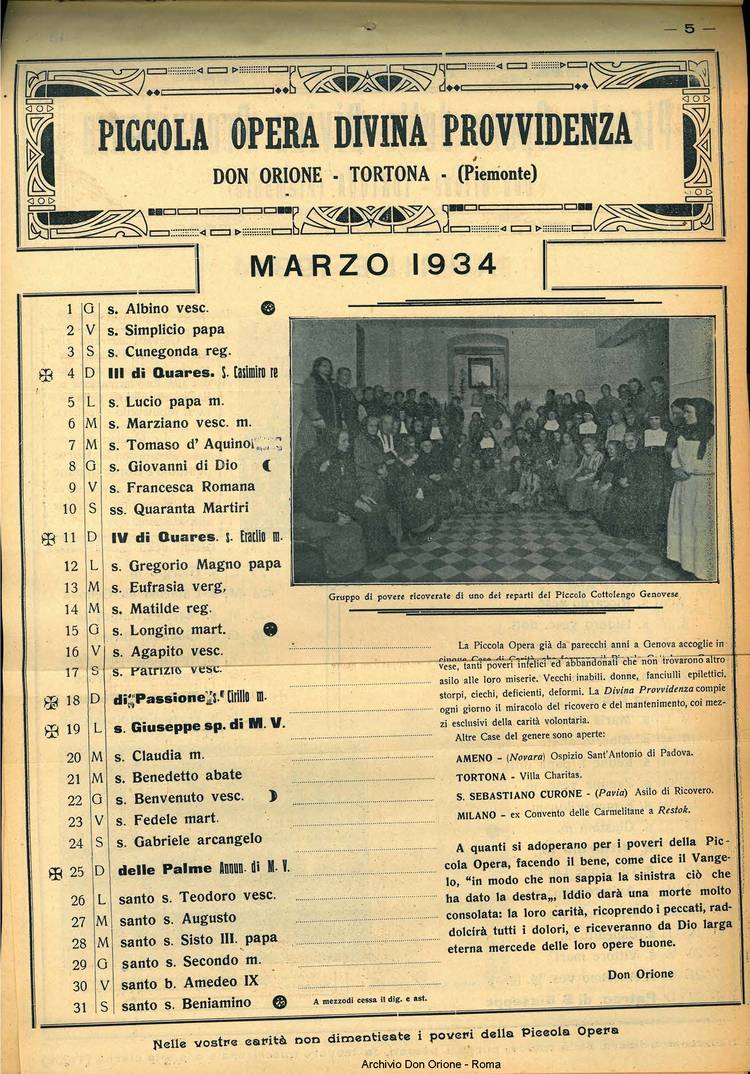 — 5 —
PICCOLA OPERA DIVINA PROVVIDENZA
DON ORIONE - TORTONA - (Piemonte)
MARZO 1934
1 G s. Albino vesc.
2 V s. Simplicio papa
3 S s. Cunegonda reg.
4 D III di Quares. S. Casimiro re
5 L s. Lucio papa m.
6 M s. Marziano vesc. m.
7 M s. Tomaso d' Aquino
8 G s. Giovanni di Dio
9 V s. Francesca Romana
10 S ss. Quaranta Martiri
11 D IV di Quares. s. Eraclio m.
12 L s. Gregorio Magno papa
13 M s. Eufrasia verg,
14 M s. Matilde reg.
15 G s. Longino mart.
16 V s. Agapito vesc.
17 S s. Patrizio vesc.
18 D di Passione s. Cirillo m.
19 L s. Giuseppe sp. di M. V.
20 M s. Claudia m.
21 M s. Benedetto abate
22 G s. Benvenuto vesc.
23 V s. Fedele mart.
24 S s. Gabriele arcangelo
25 D delle Palme Annun. di M. V.
26 L santo s. Teodoro vesc.
27 M santo s. Augusto
28 M santo s. Sisto III. papa
29 G santo s. Secondo m.
30 V santo b. Amedeo IX
31 S santo s. Beniamino
A mezzodì cessa il dig. e ast.
Gruppo di povere ricoverate di uno dei reparti del Piccolo Cottolengo Genovese
La Piccola Opera già da parecchi anni a Genova accoglie in
cinque Case di Carità che formano il Piccolo Cottolengo Geno-
vese, tanti poveri infelici ed abbandonati che non trovarono altro
asilo alle loro miserie. Vecchi inabili, donne, fanciulli epilettici,
storpi, ciechi, deficienti, deformi. La Divina Provvidenza compie
ogni giorno il miracolo del ricovero e del mantenimento, coi mez-
zi esclusivi della carità volontaria.
Altre Case del genere sono aperte:
AMENO - (Novara) Ospizio Sant'Antonio di Padova.
TORTONA - Villa Charitas.
S. SEBASTIANO CURONE - (Pavia) Asilo di Ricovero.
MILANO - ex Convento delle Carmelitane a Restok.
A quanti si adoperano per i poveri della Pic-
cola Opera, facendo il bene, come dice il Vange-
lo, "in modo che non sappia la sinistra ciò che
ha dato la destra„, Iddio darà una morte molto
consolata: la loro carità, ricoprendo i peccati, rad-
dolcirà tutti i dolori, e riceveranno da Dio larga
eterna mercede delle loro opere buone.
Don Orione
Nelle vostre carità non dimenticate i poveri della Piccola Opera
Archivio Don Orione - Roma